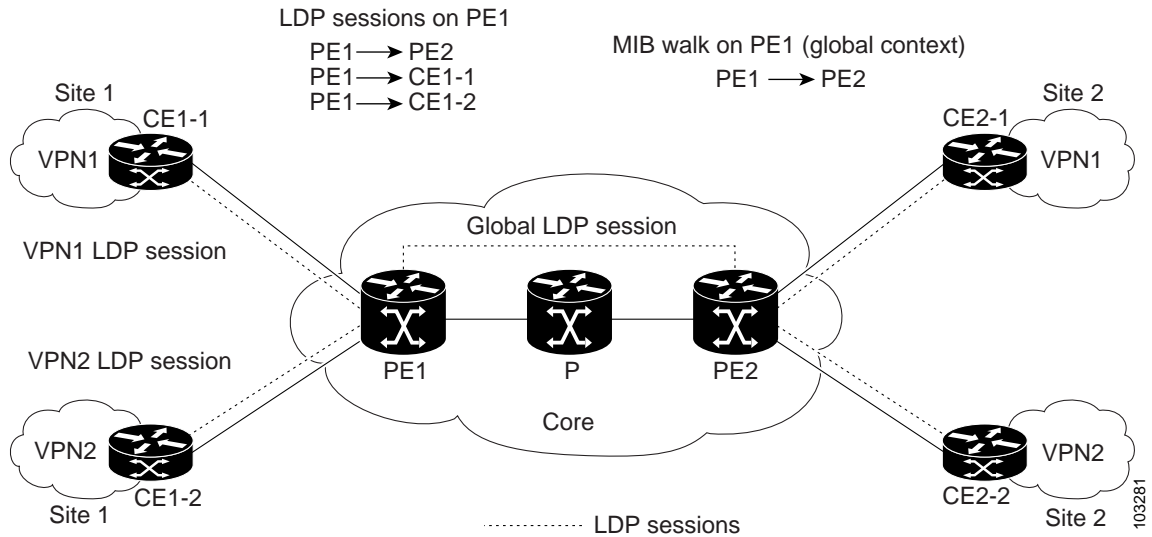 LDP sessions on PE1
PE1 → PE2
PE1 → CE1-1
PE1 → CE1-2
MIB walk on PE1 (global context)
PE1 → PE2
Site 1
CE1-1
VPN1
Site 2
CE2-1
VPN1
VPN1 LDP session
Global LDP session
VPN2 LDP session
PE1
P
PE2
Core
VPN2
CE1-2
Site 1
VPN2
CE2-2
Site 2
LDP sessions
103281